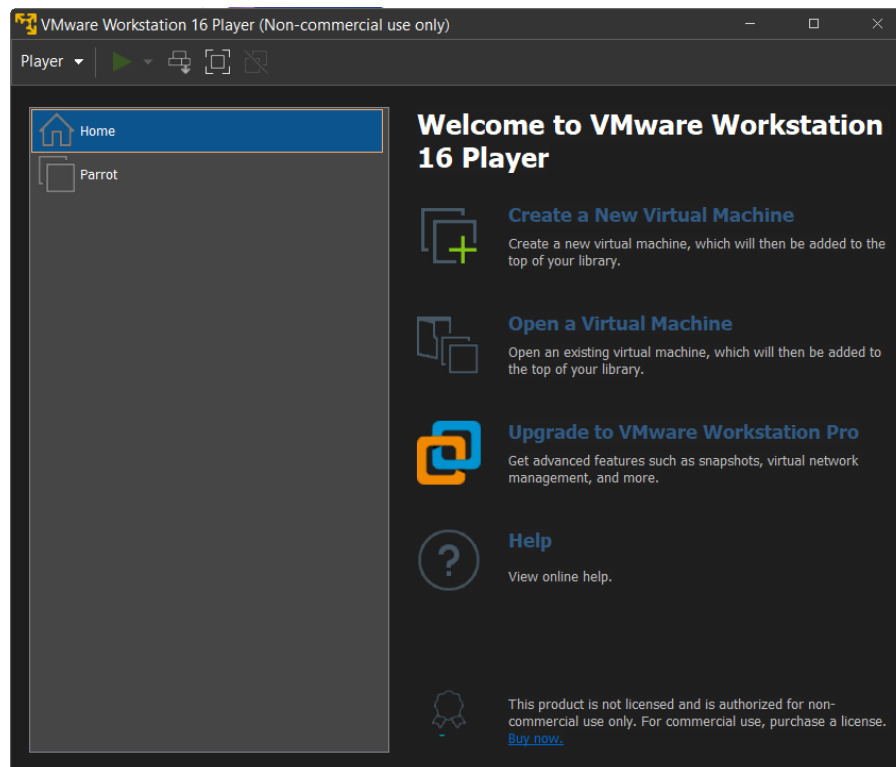 VMware Workstation 16 Player (Non-commercial use only)
Player
Home
Parrot
Welcome to VMware Workstation
16 Player
Create a New Virtual Machine
Create a new virtual machine, which will then be added to the
top of your library.
Open a Virtual Machine
Open an existing virtual machine, which will then be added to
the top of your library.
Upgrade to VMware Workstation Pro
Get advanced features such as snapshots, virtual network
management, and more.
Help
View online help.
This product is not licensed and is authorized for non-
commercial use only. For commercial use, purchase a license.
Buy now.